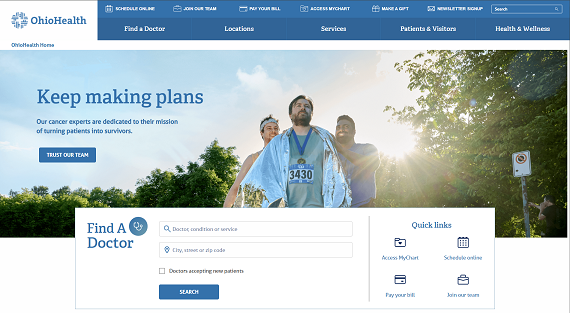 OhioHealth
SCHEDULE ONLINE
JOIN OUR TEAM
PAY YOUR BILL
ACCESS MYCHART
MAKE A GIFT
NEWSLETTER SIGNUP
Search
Find a Doctor
Locations
Services
Patients & Visitors
Health & Wellness
OhioHealth Home
Keep making plans
Our cancer experts are dedicated to their mission
of turning patients into survivors.
TRUST OUR TEAM
3430
Find A
Doctor
Doctor, condition or service
City, street or zip code
Doctors accepting new patients
SEARCH
Quick links
Access MyChart
Schedule online
Pay your bill
Join our team